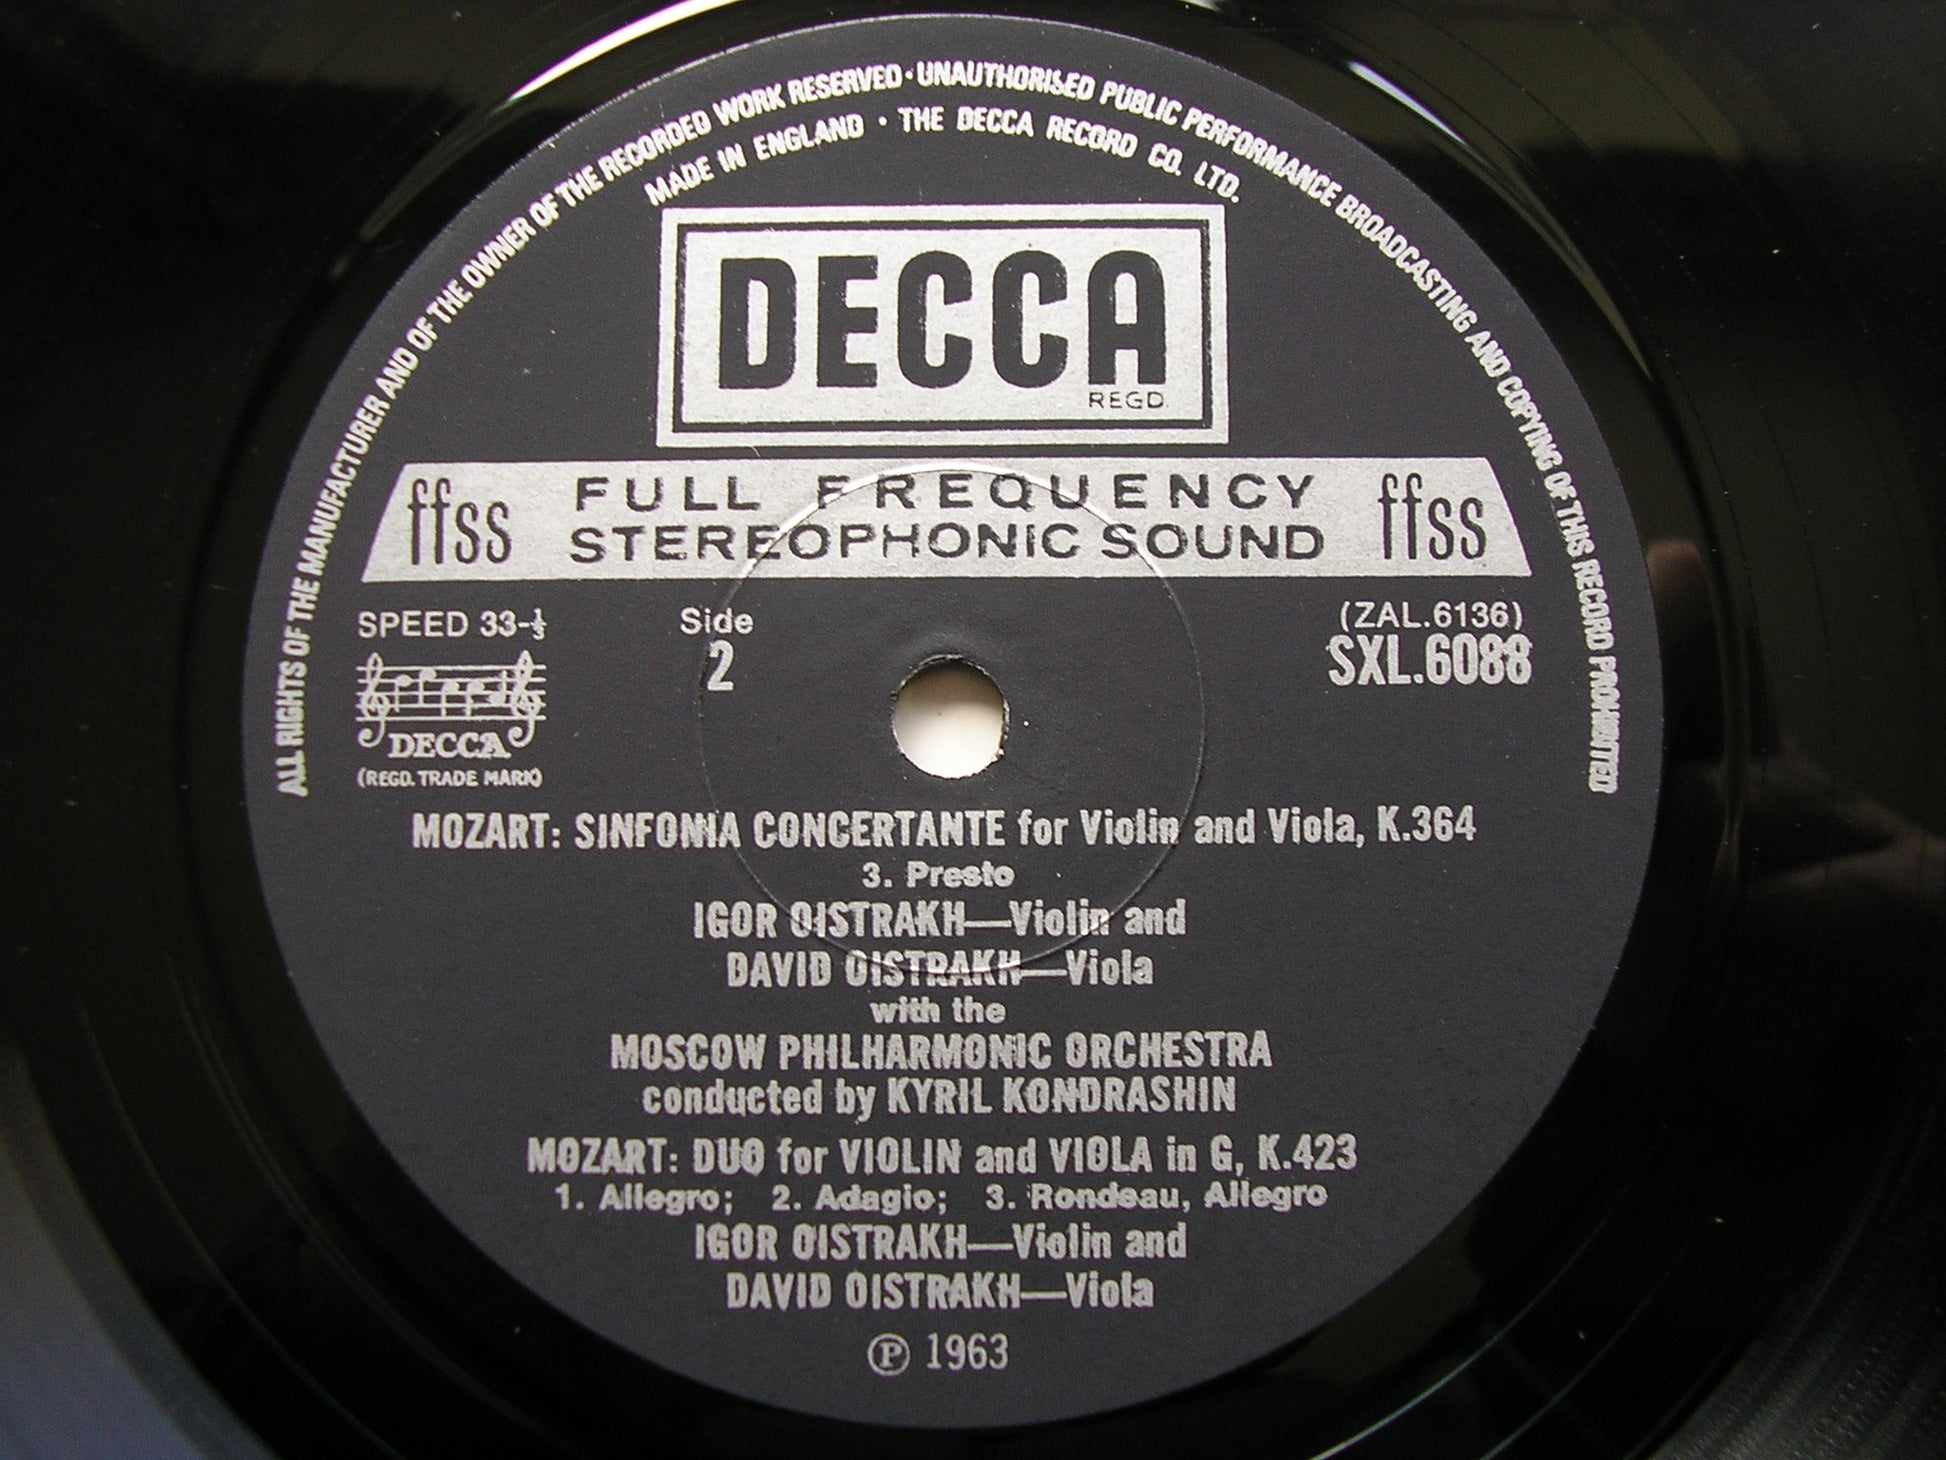 ALL RIGHTS OF THE MANUFACTURER AND OF THE OWNER OF THE RECORDED WORK RESERVED · UNAUTHORISED PUBLIC PERFORMANCE BROADCASTING AND COPYING OF THIS RECORD PROHIBITED
MADE IN ENGLAND · THE DECCA RECORD CO. LTD.
DECCA
REGD.
ffss FULL FREQUENCY ffss
STEREOPHONIC SOUND
SPEED 33-⅓
Side
2
(ZAL.6136)
SXL.6088
DECCA
(REGD. TRADE MARK)
MOZART: SINFONIA CONCERTANTE for Violin and Viola, K.364
3. Presto
IGOR OISTRAKH—Violin and
DAVID OISTRAKH—Viola
with the
MOSCOW PHILHARMONIC ORCHESTRA
conducted by KYRIL KONDRASHIN
MOZART: DUO for VIOLIN and VIOLA in G, K.423
1. Allegro; 2. Adagio; 3. Rondeau, Allegro
IGOR OISTRAKH—Violin and
DAVID OISTRAKH—Viola
℗ 1963